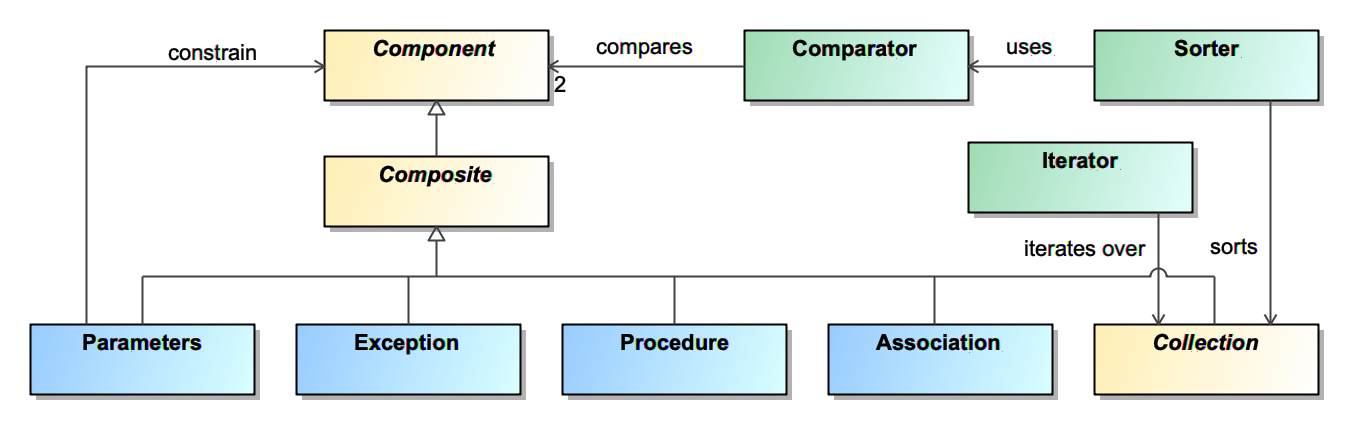 constrain
Component
compares
2
Comparator
uses
Sorter
Composite
Iterator
iterates over
sorts
Parameters
Exception
Procedure
Association
Collection